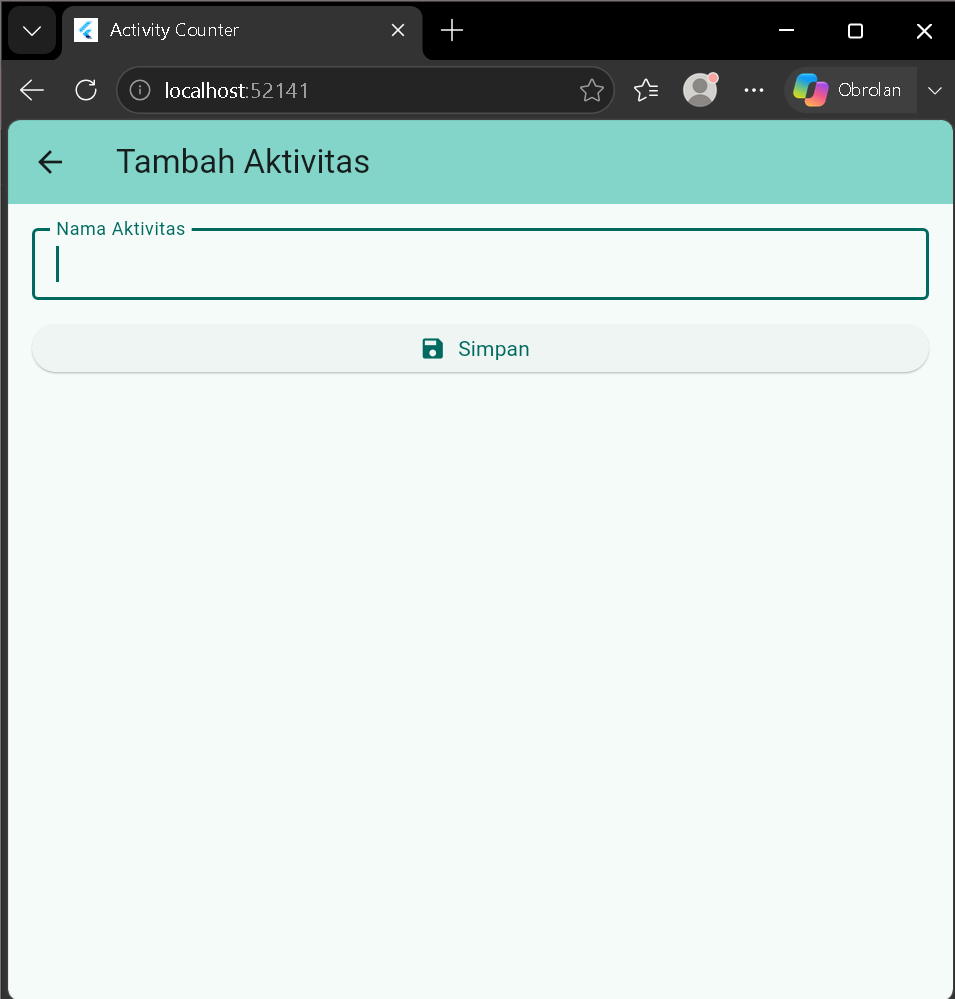 Activity Counter
localhost:52141
Obrolan
Tambah Aktivitas
Nama Aktivitas
Simpan